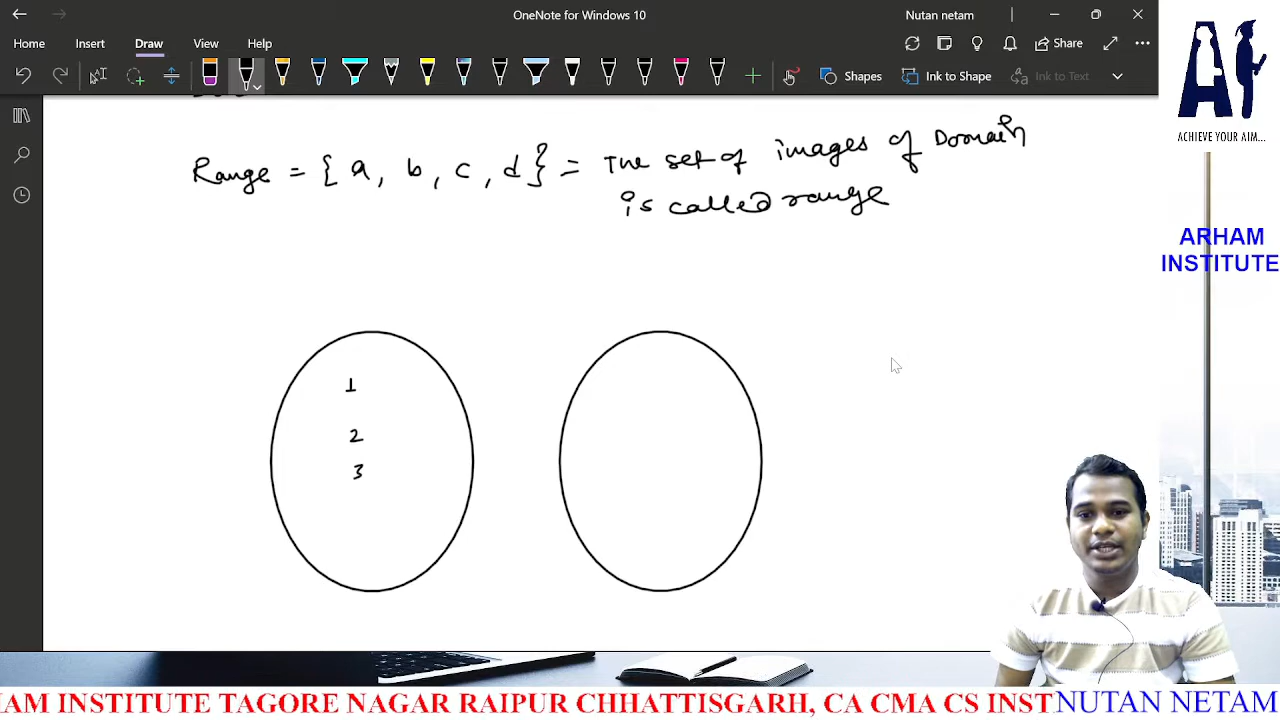 OneNote for Windows 10
Nutan netam
Home Insert Draw View Help
Share
Shapes
Ink to Shape
Ink to Text
ACHIEVE YOUR AIM...
Range = { a, b, c, d } = The set of images of Domain
is called range
ARHAM
INSTITUTE
1
2
3
HAM INSTITUTE TAGORE NAGAR RAIPUR CHHATTISGARH, CA CMA CS INST
NUTAN NETAM